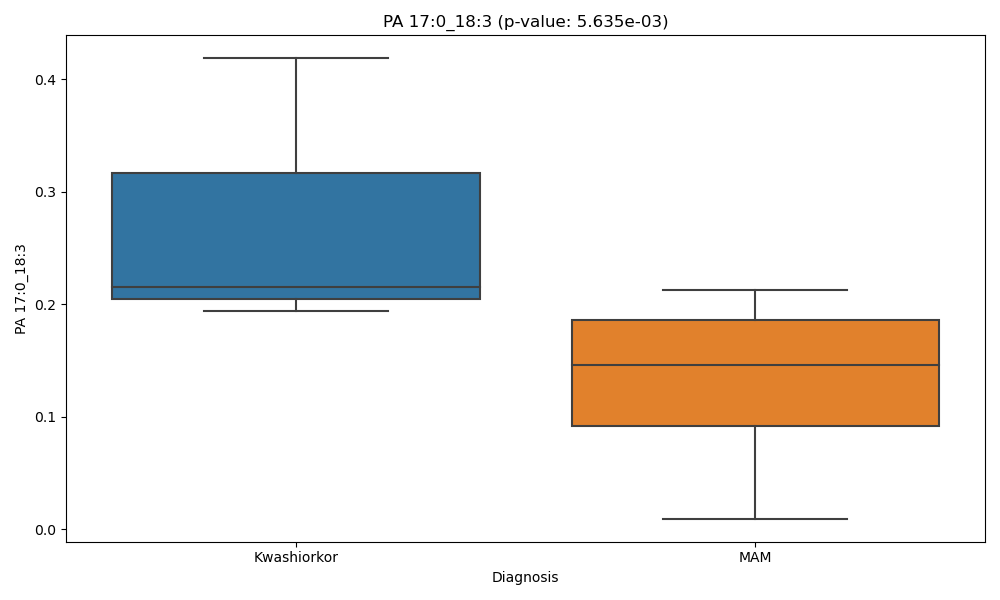 PA 17:0_18:3 (p-value: 5.635e-03)
PA 17:0_18:3
0.4
0.3
0.2
0.1
0.0
Kwashiorkor
MAM
Diagnosis